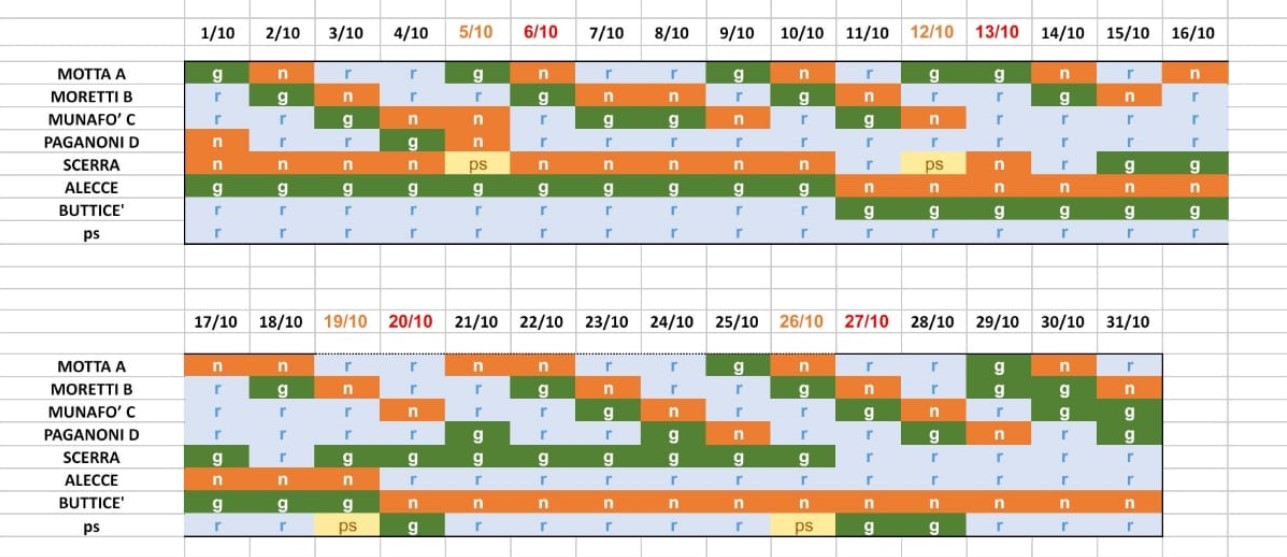 1/10 2/10 3/10 4/10 5/10 6/10 7/10 8/10 9/10 10/10 11/10 12/10 13/10 14/10 15/10 16/10
MOTTA A g n r r g n r r g n r g g n r n
MORETTI B r g n r r g n n r g n r r g n r
MUNAFO’ C r r g n n r g g n r g n r r r r
PAGANONI D n r r g n r r r r r r r r r r r
SCERRA n n n n ps n n n n n r ps n r g g
ALECCE g g g g g g g g g g n n n n n n
BUTTICE' r r r r r r r r r r g g g g g g
ps r r r r r r r r r r r r r r r r
17/10 18/10 19/10 20/10 21/10 22/10 23/10 24/10 25/10 26/10 27/10 28/10 29/10 30/10 31/10
MOTTA A n n r r n n r r g n r r g n r
MORETTI B r g n r r g n r r g n r g g n
MUNAFO’ C r r r n r r g n r r g n r g g
PAGANONI D r r r r g r r g n r r g n r g
SCERRA g r g g g g g g g g r r r r r
ALECCE n n n r r r r r r r r r r r r
BUTTICE' g g g n n n n n n n n n n n n
ps r r ps g r r r r r ps g g r r r